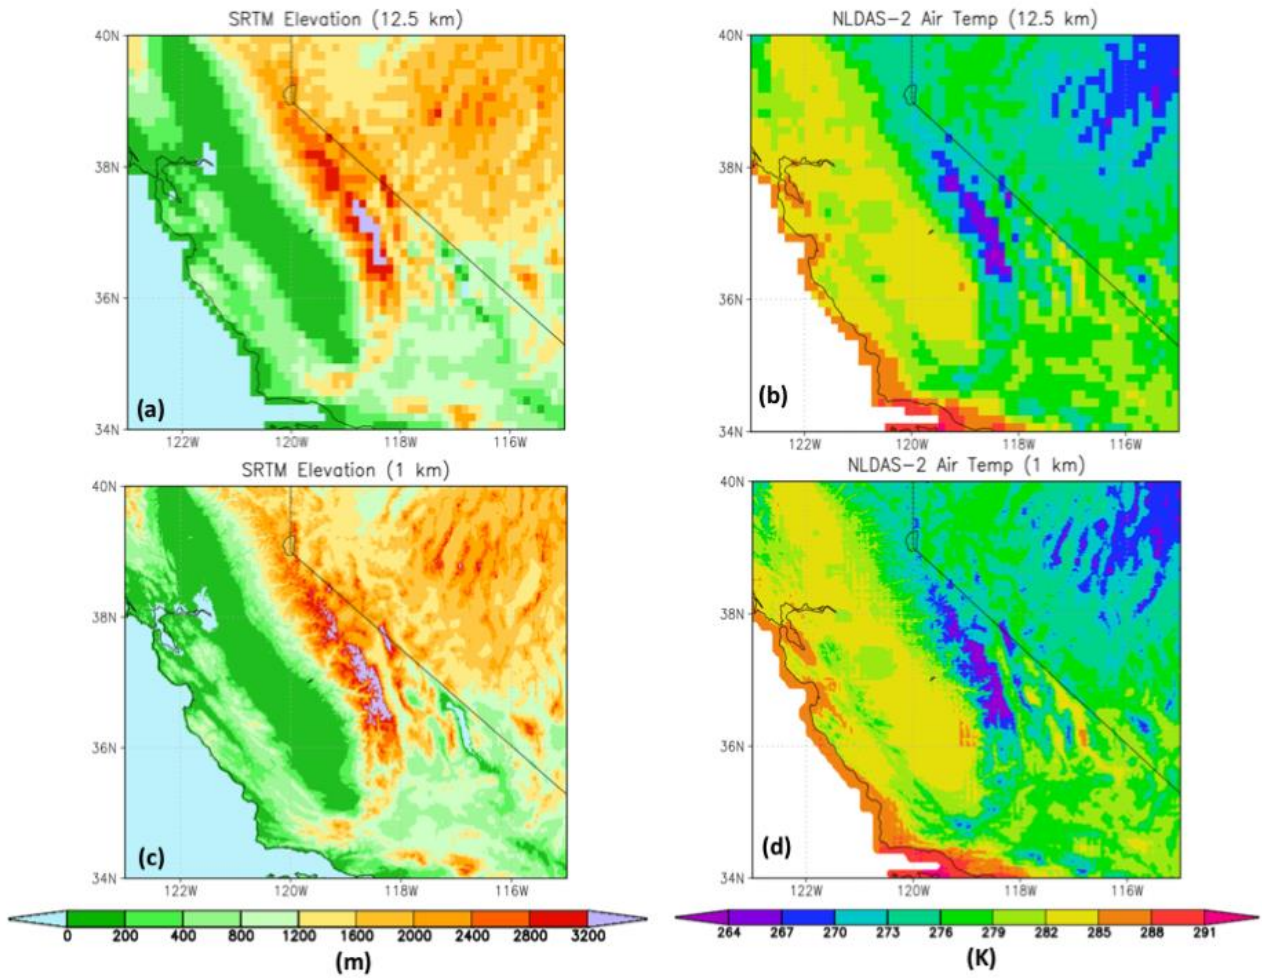 SRTM Elevation (12.5 km)
NLDAS-2 Air Temp (12.5 km)
40N
38N
36N
34N
122W 120W 118W 116W
(a)
40N
38N
36N
34N
122W 120W 118W 116W
(b)
SRTM Elevation (1 km)
NLDAS-2 Air Temp (1 km)
40N
38N
36N
34N
122W 120W 118W 116W
(c)
40N
38N
36N
34N
122W 120W 118W 116W
(d)
0 200 400 800 1200 1600 2000 2400 2800 3200
(m)
264 267 270 273 276 279 282 285 288 291
(K)